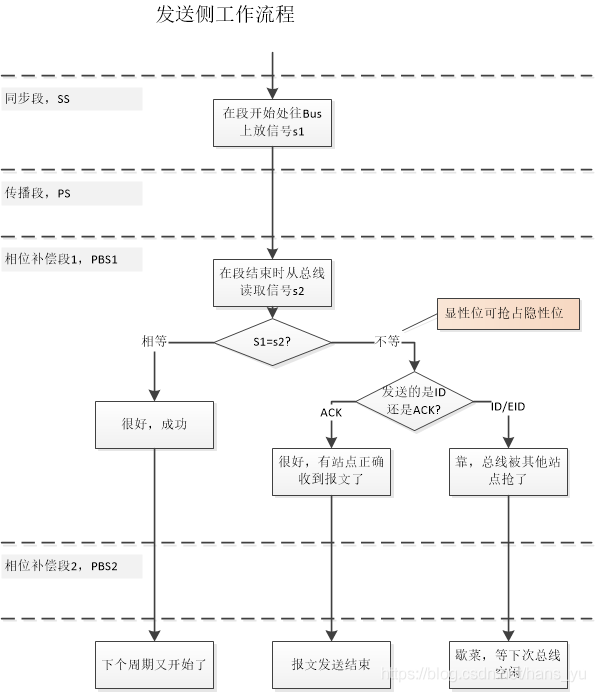 发送侧工作流程
同步段，SS
在段开始处往Bus
上放信号s1
传播段，PS
相位补偿段1，PBS1
在段结束时从总线
读取信号s2
显性位可抢占隐性位
相等
S1=s2?
不等
发送的是ID
还是ACK?
ACK
ID/EID
很好，成功
很好，有站点正确
收到报文了
靠，总线被其他站
点抢了
相位补偿段2，PBS2
下个周期又开始了
报文发送结束
歇菜，等下次总线
空闲
https://blog.csdn.net/hans_yu